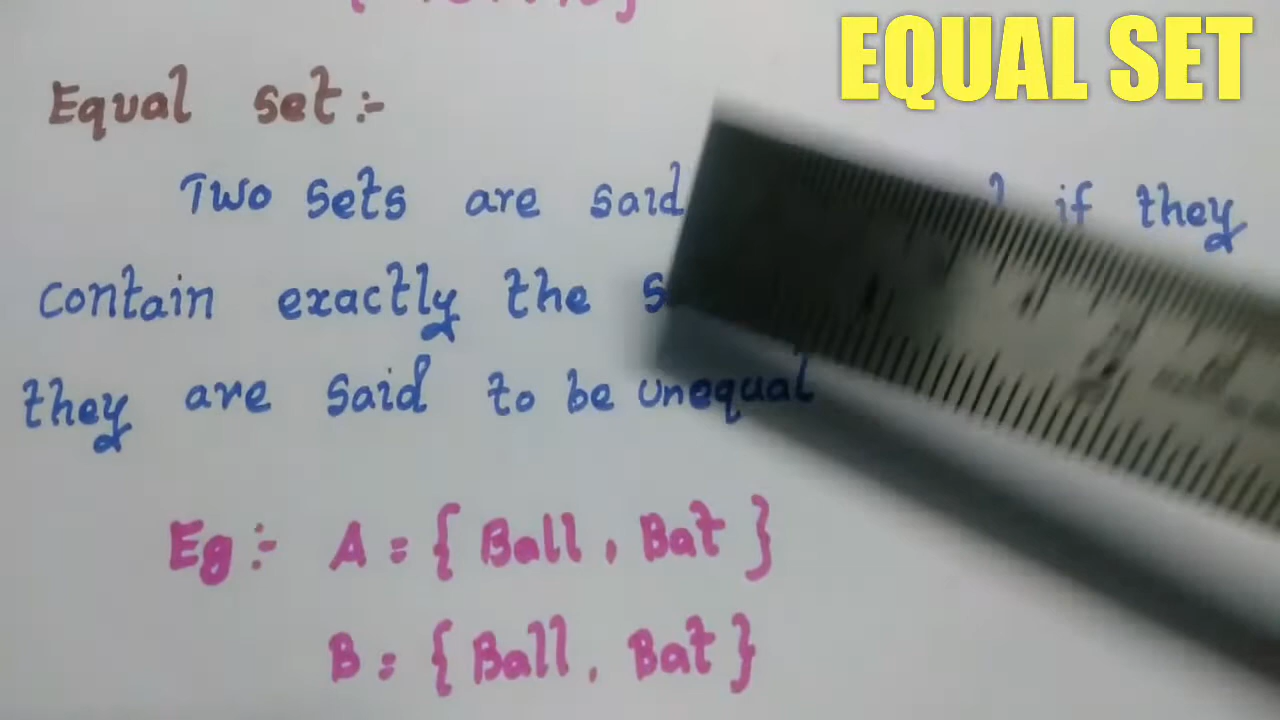 EQUAL SET
Equal set :-
Two sets are said if they
contain exactly the
they are said to be unequal
Eg :- A = { Ball, Bat }
B = { Ball, Bat }